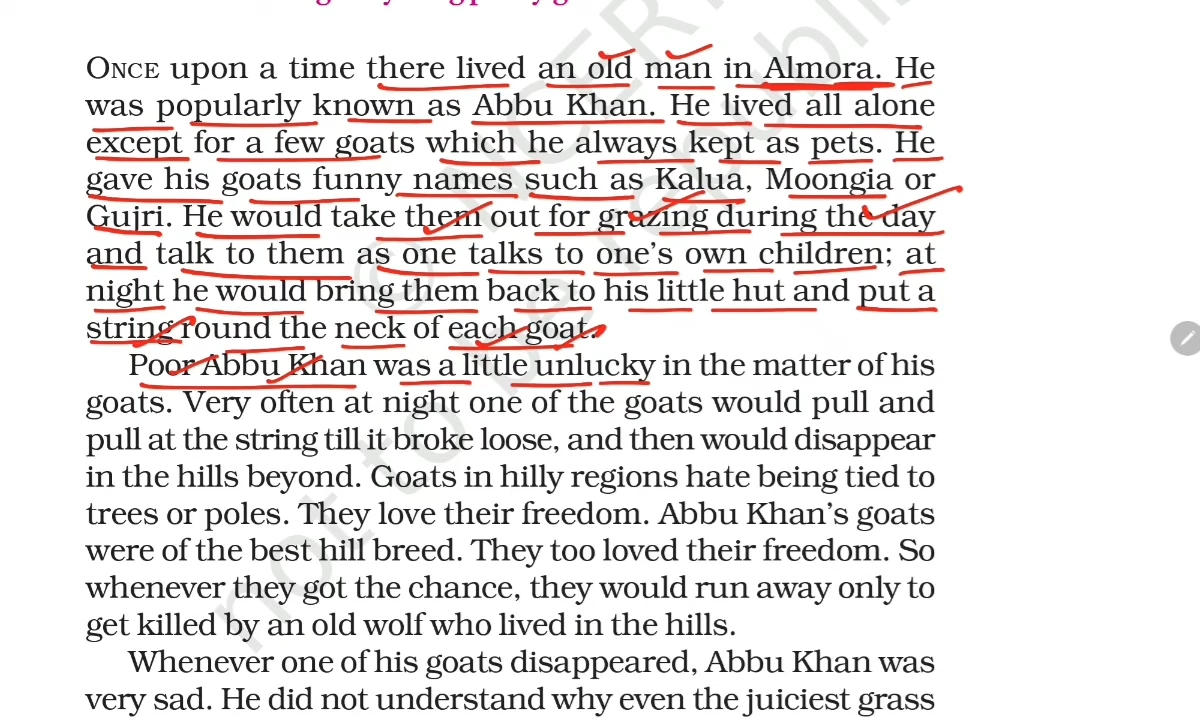 ONCE upon a time there lived an old man in Almora. He
was popularly known as Abbu Khan. He lived all alone
except for a few goats which he always kept as pets. He
gave his goats funny names such as Kalua, Moongia or
Gujri. He would take them out for grazing during the day
and talk to them as one talks to one's own children; at
night he would bring them back to his little hut and put a
string round the neck of each goat.
Poor Abbu Khan was a little unlucky in the matter of his
goats. Very often at night one of the goats would pull and
pull at the string till it broke loose, and then would disappear
in the hills beyond. Goats in hilly regions hate being tied to
trees or poles. They love their freedom. Abbu Khan's goats
were of the best hill breed. They too loved their freedom. So
whenever they got the chance, they would run away only to
get killed by an old wolf who lived in the hills.
Whenever one of his goats disappeared, Abbu Khan was
very sad. He did not understand why even the juiciest grass
© NCER
not to be republi